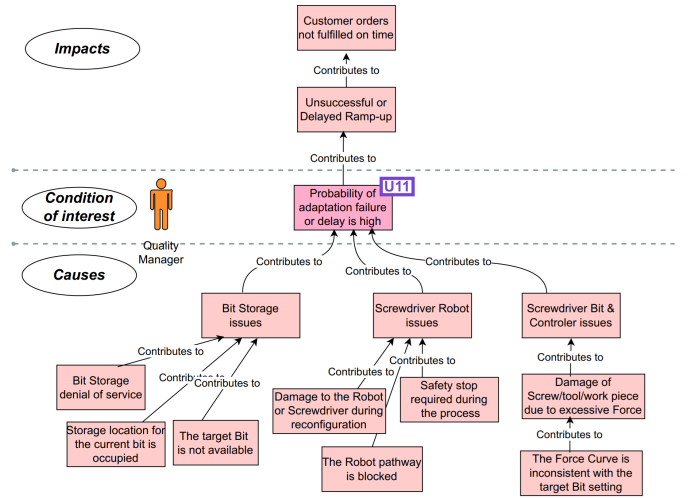 Customer orders
not fulfilled on time
Impacts
Contributes to
Unsuccessful or
Delayed Ramp-up
Contributes to
U11
Condition
of interest
Probability of
adaptation failure
or delay is high
Quality
Manager
Causes
Contributes to
Contributes to
Contributes to
Bit Storage
issues
Screwdriver Robot
issues
Screwdriver Bit &
Controler issues
Contributes to
Contributes to
Contributes to
Contributes to
Contributes to
Bit Storage
denial of service
Damage to the Robot
or Screwdriver during
reconfiguration
Safety stop
required during
the process
Damage of
Screw/tool/work piece
due to excessive Force
Storage location for
the current bit is
occupied
The target Bit
is not available
Contributes to
The Robot pathway
is blocked
The Force Curve is
inconsistent with the
target Bit setting